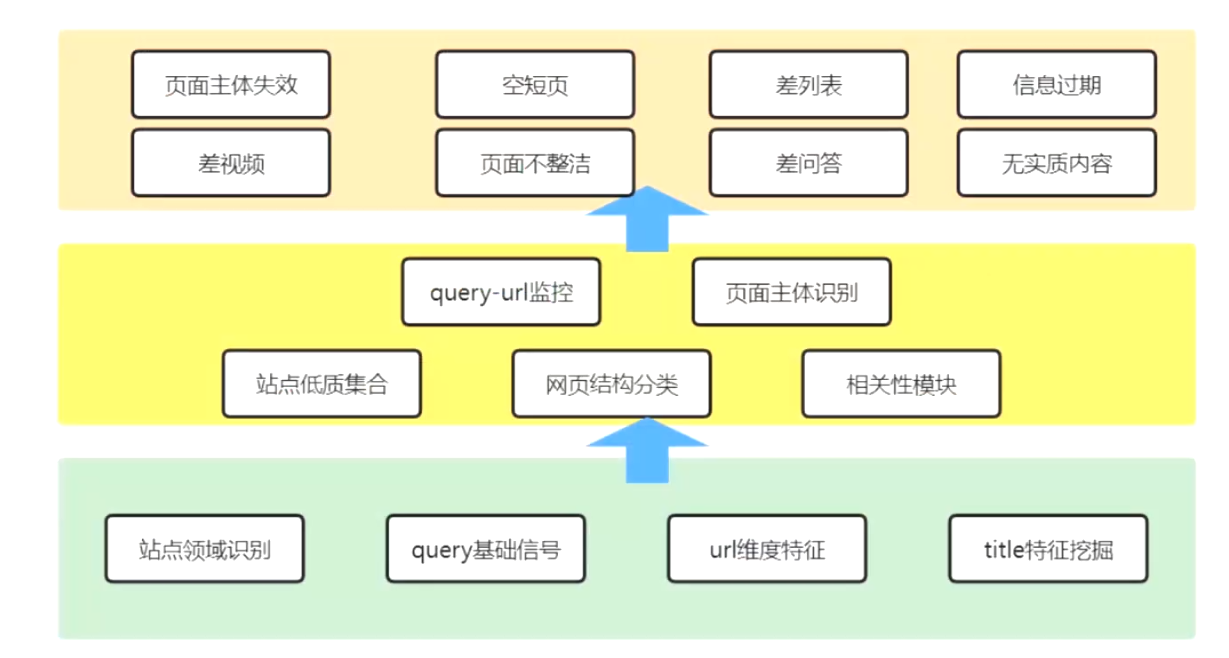 页面主体失效
空短页
差列表
信息过期
差视频
页面不整洁
差问答
无实质内容
query-url监控
页面主体识别
站点低质集合
网页结构分类
相关性模块
站点领域识别
query基础信号
url维度特征
title特征挖掘